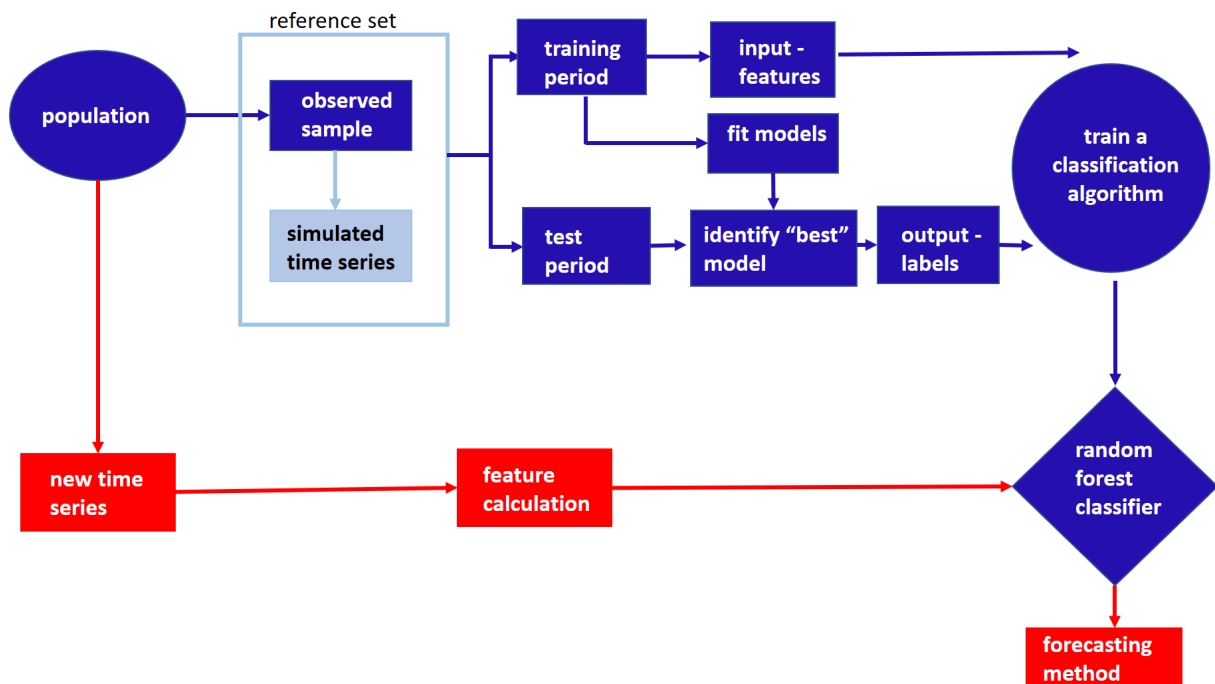 reference set
population
observed
sample
simulated
time series
training
period
input -
features
fit models
test
period
identify “best”
model
output -
labels
train a
classification
algorithm
new time
series
feature
calculation
random
forest
classifier
forecasting
method